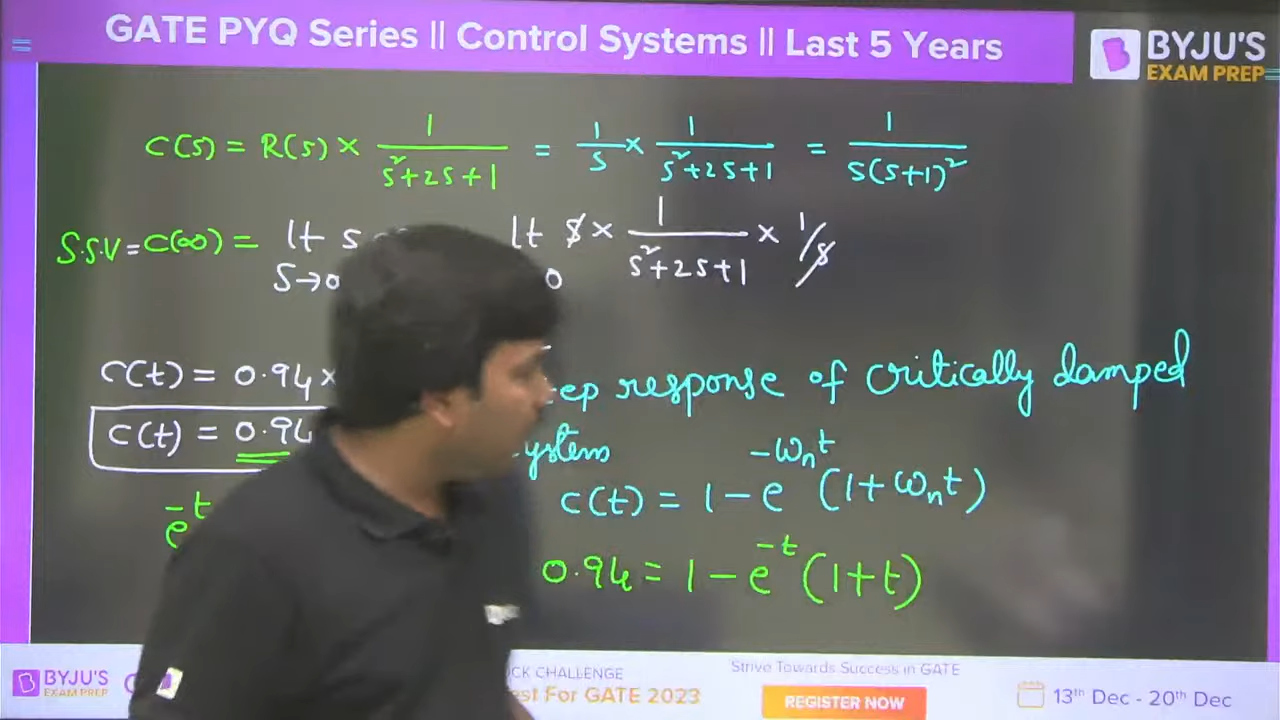 GATE PYQ Series || Control Systems || Last 5 Years
BYJU'S
EXAM PREP
C(s) = R(s) × 1/(s²+2s+1) = 1/s × 1/(s²+2s+1) = 1/(s(s+1)²)
S.S.V = C(∞) = lt s lt s × 1/(s²+2s+1) × 1/s
s→0 0
c(t) = 0.94 ×
ep response of critically damped
c(t) = 0.94
ystem
c(t) = 1 - e^(-ωₙt) (1+ωₙt)
e^(-t
0.94 = 1 - e^(-t) (1+t)
BYJU'S
EXAM PREP
CK CHALLENGE
est For GATE 2023
Strive Towards Success in GATE
REGISTER NOW
13th Dec - 20th Dec